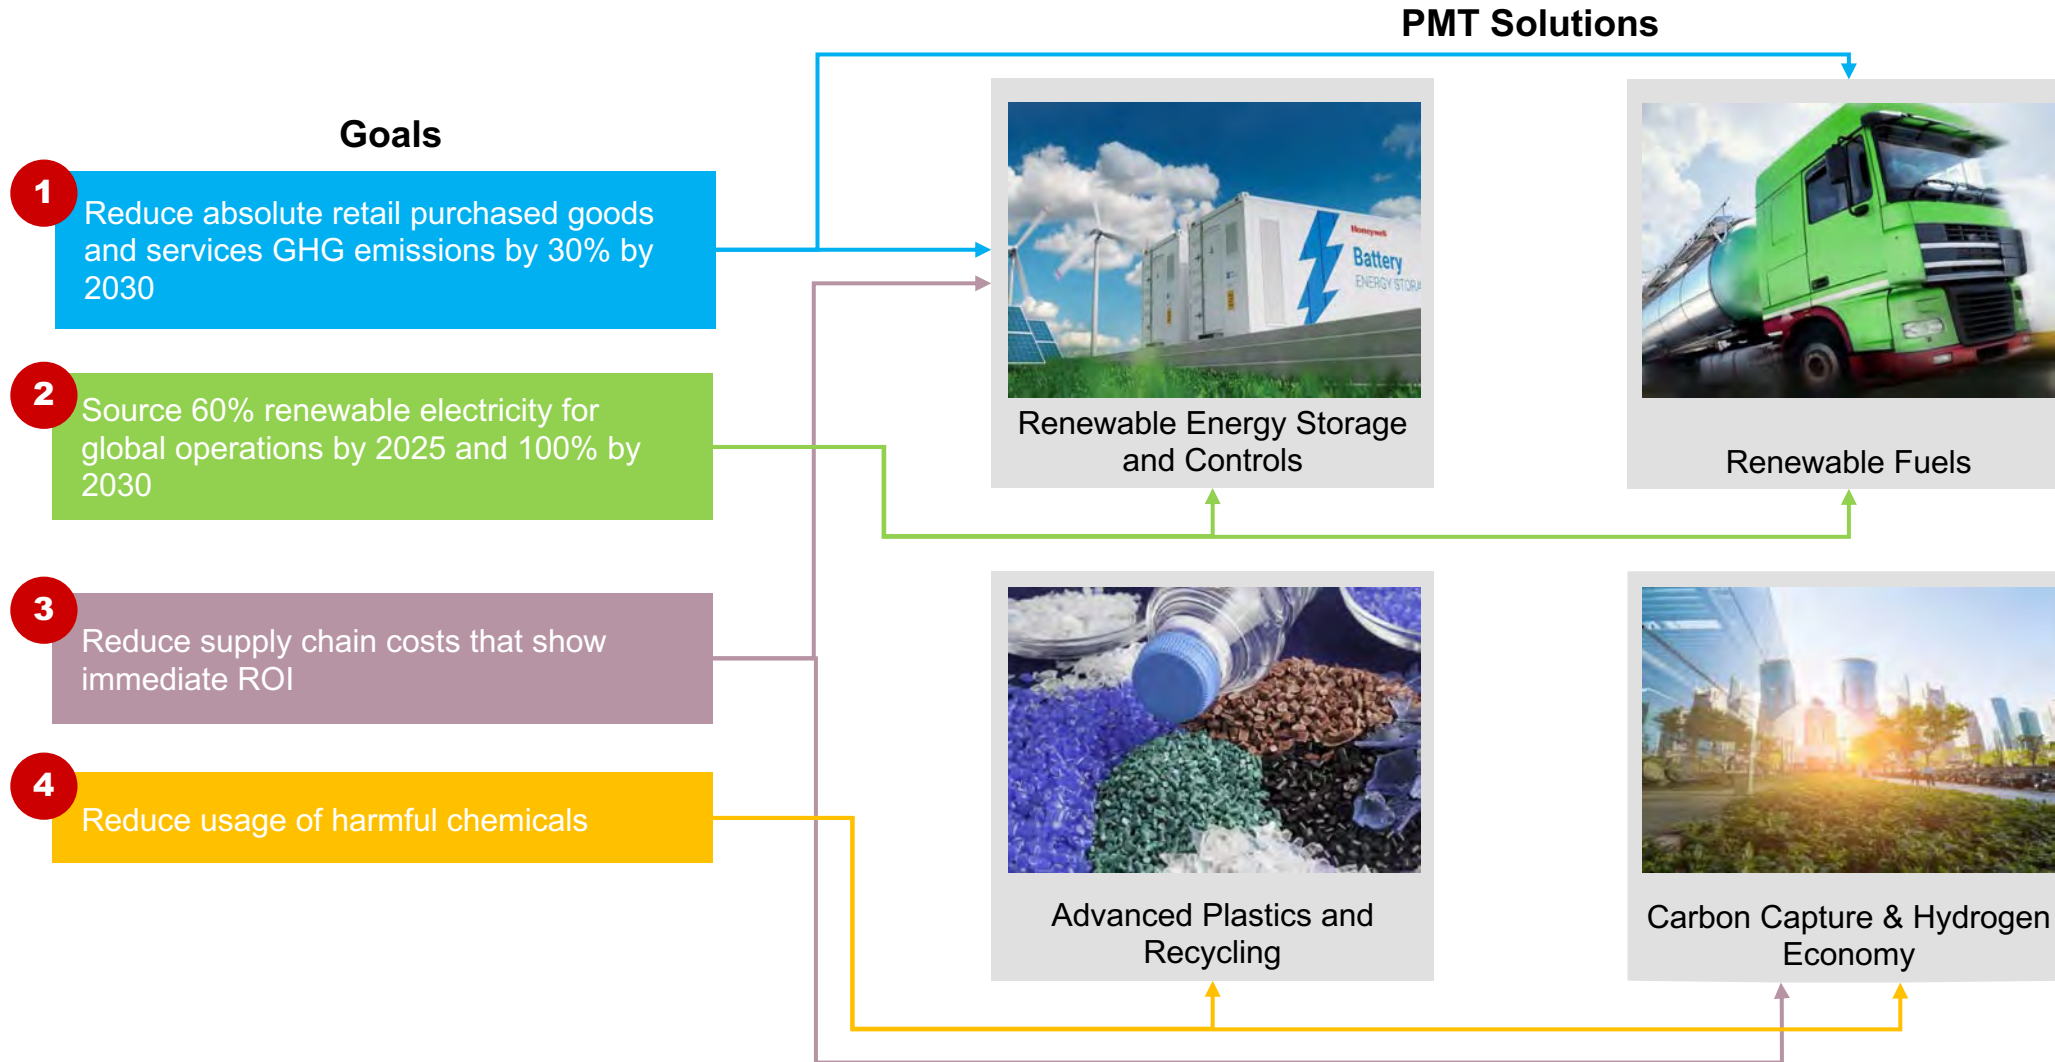 PMT Solutions
Goals
1
Reduce absolute retail purchased goods
and services GHG emissions by 30% by
2030
2
Source 60% renewable electricity for
global operations by 2025 and 100% by
2030
3
Reduce supply chain costs that show
immediate ROI
4
Reduce usage of harmful chemicals
Honeywell
Battery
ENERGY STORA
Renewable Energy Storage
and Controls
Renewable Fuels
Advanced Plastics and
Recycling
Carbon Capture & Hydrogen
Economy